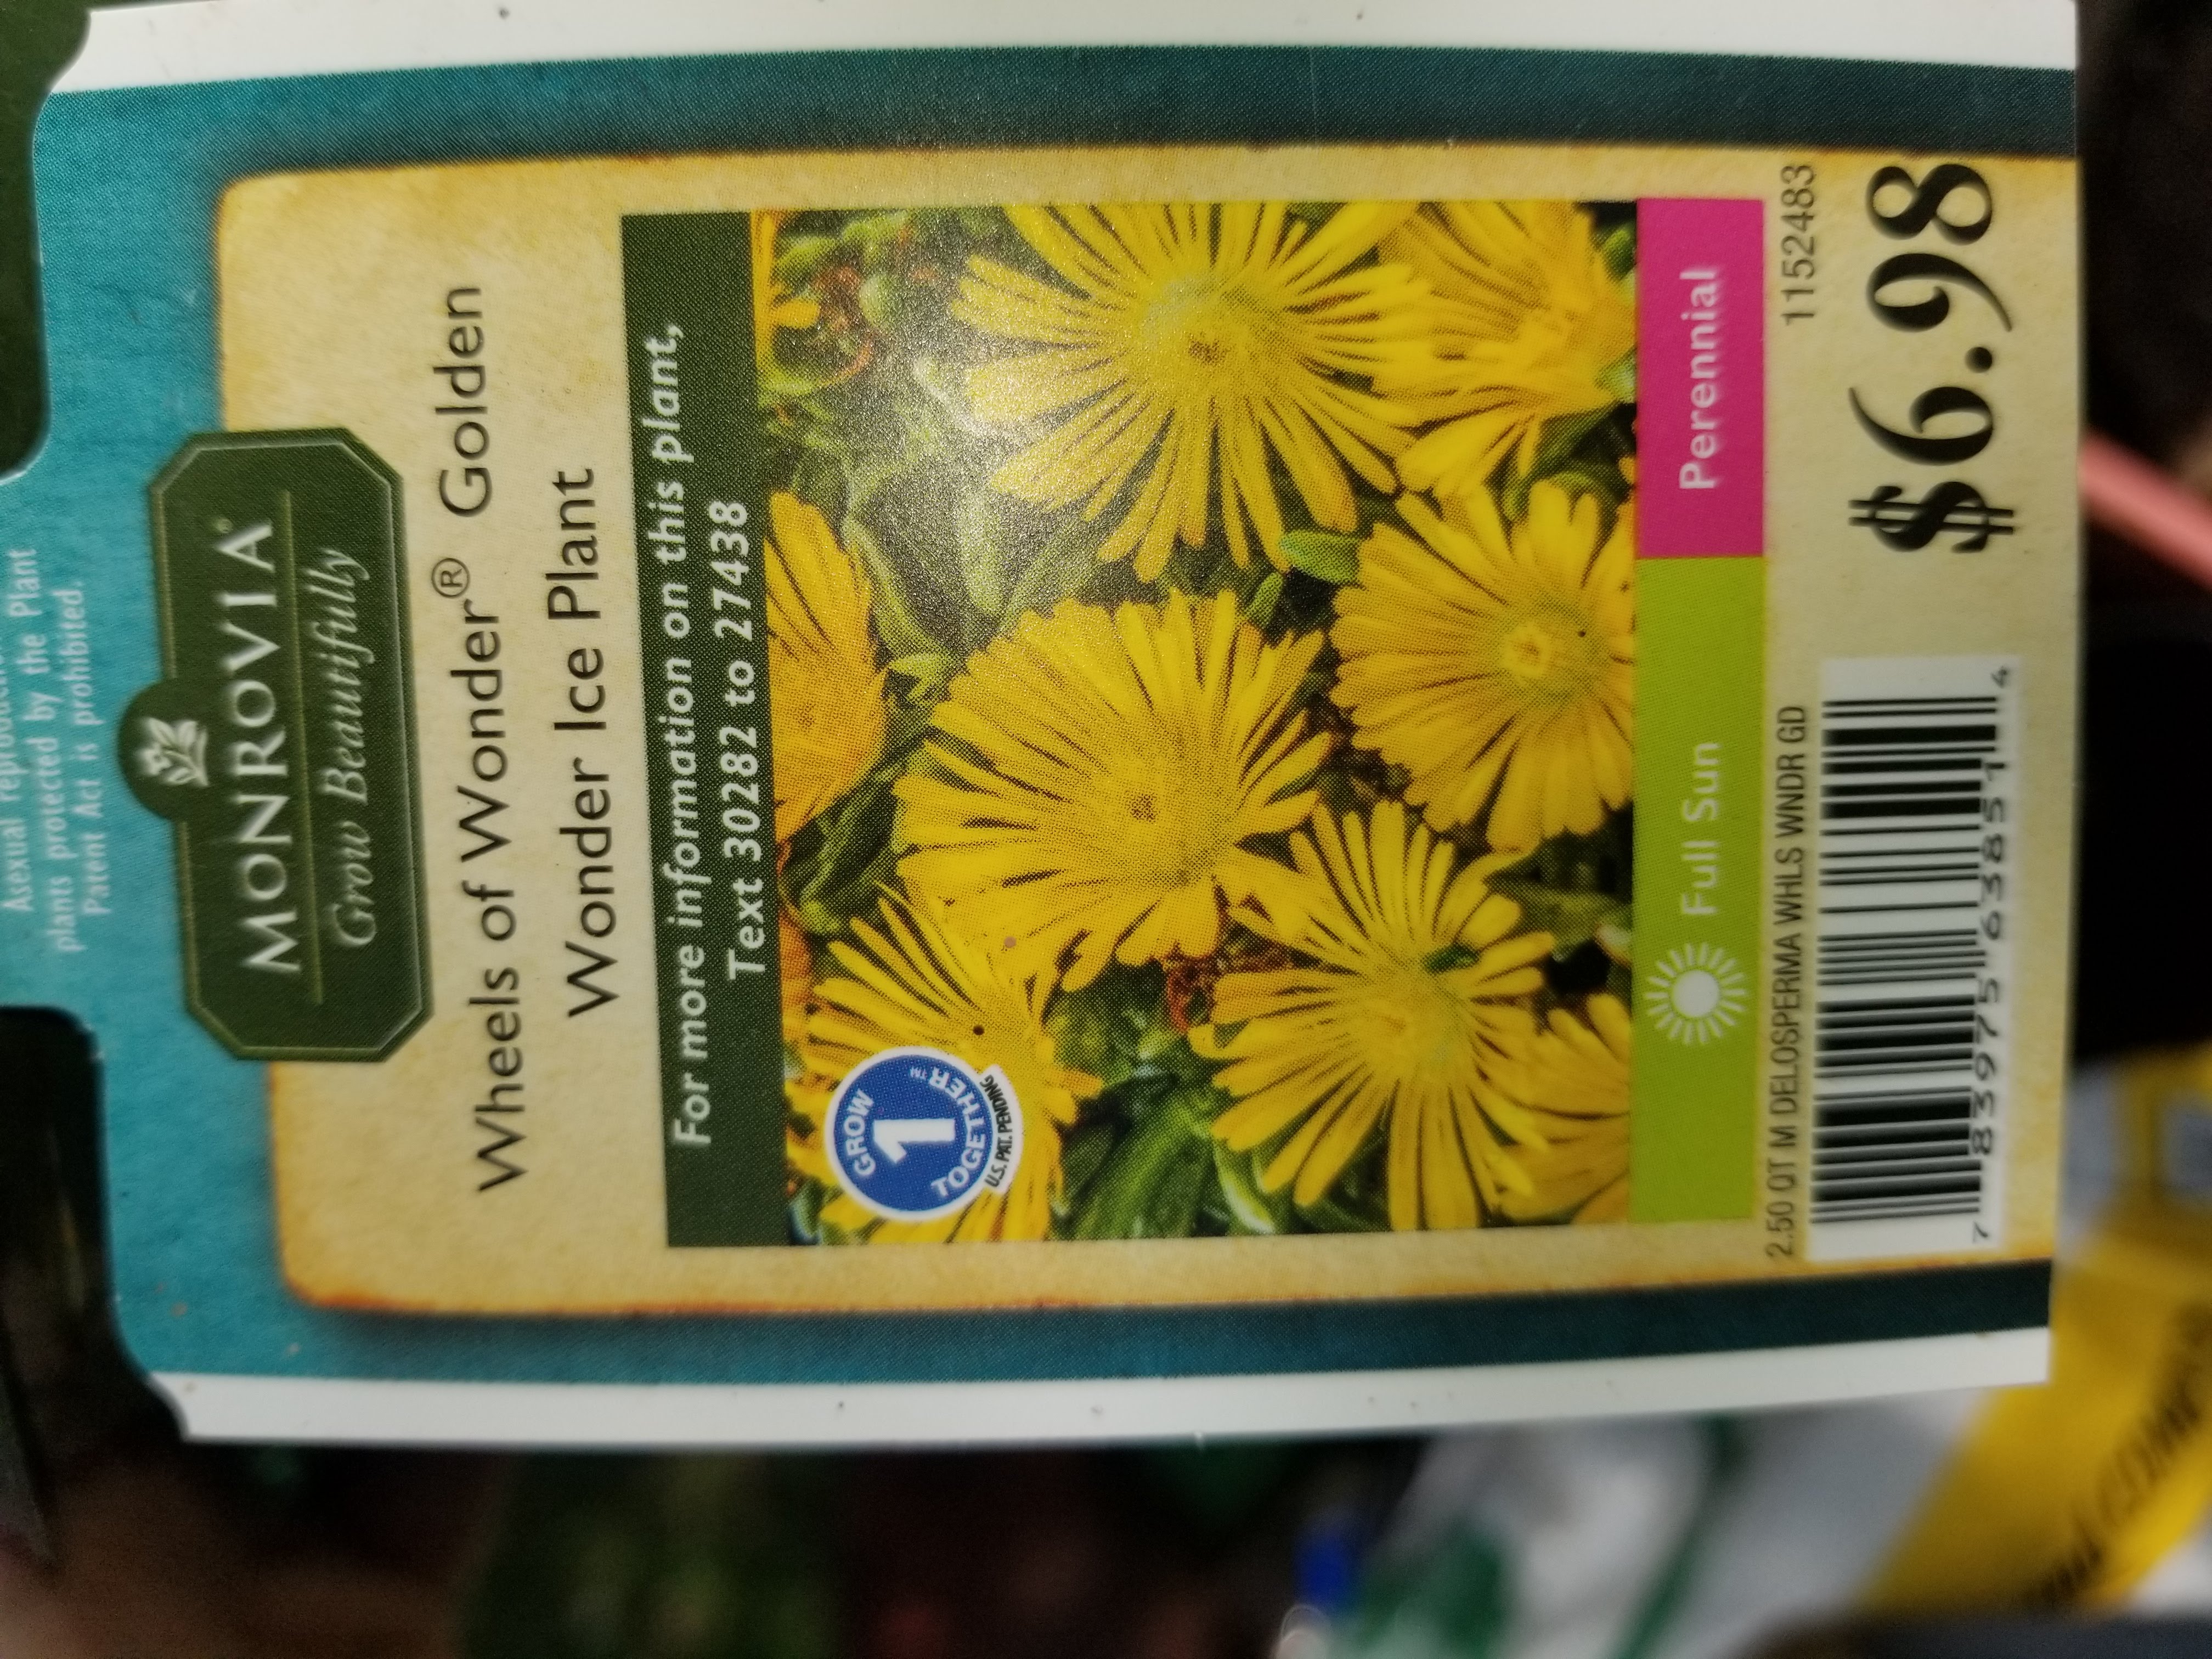 plants protected by the Plant
Patent Act is prohibited.
MONROVIA®
Grow Beautifully
Wheels of Wonder® Golden
Wonder Ice Plant
For more information on this plant,
Text 30282 to 27438
GROW
1
TOGETHER™
U.S. PAT. PENDING
Full Sun
Perennial
2.50 QT M DELOSPERMA WHLS WNDR GD
1152483
7 83975 63851 4
$6.98